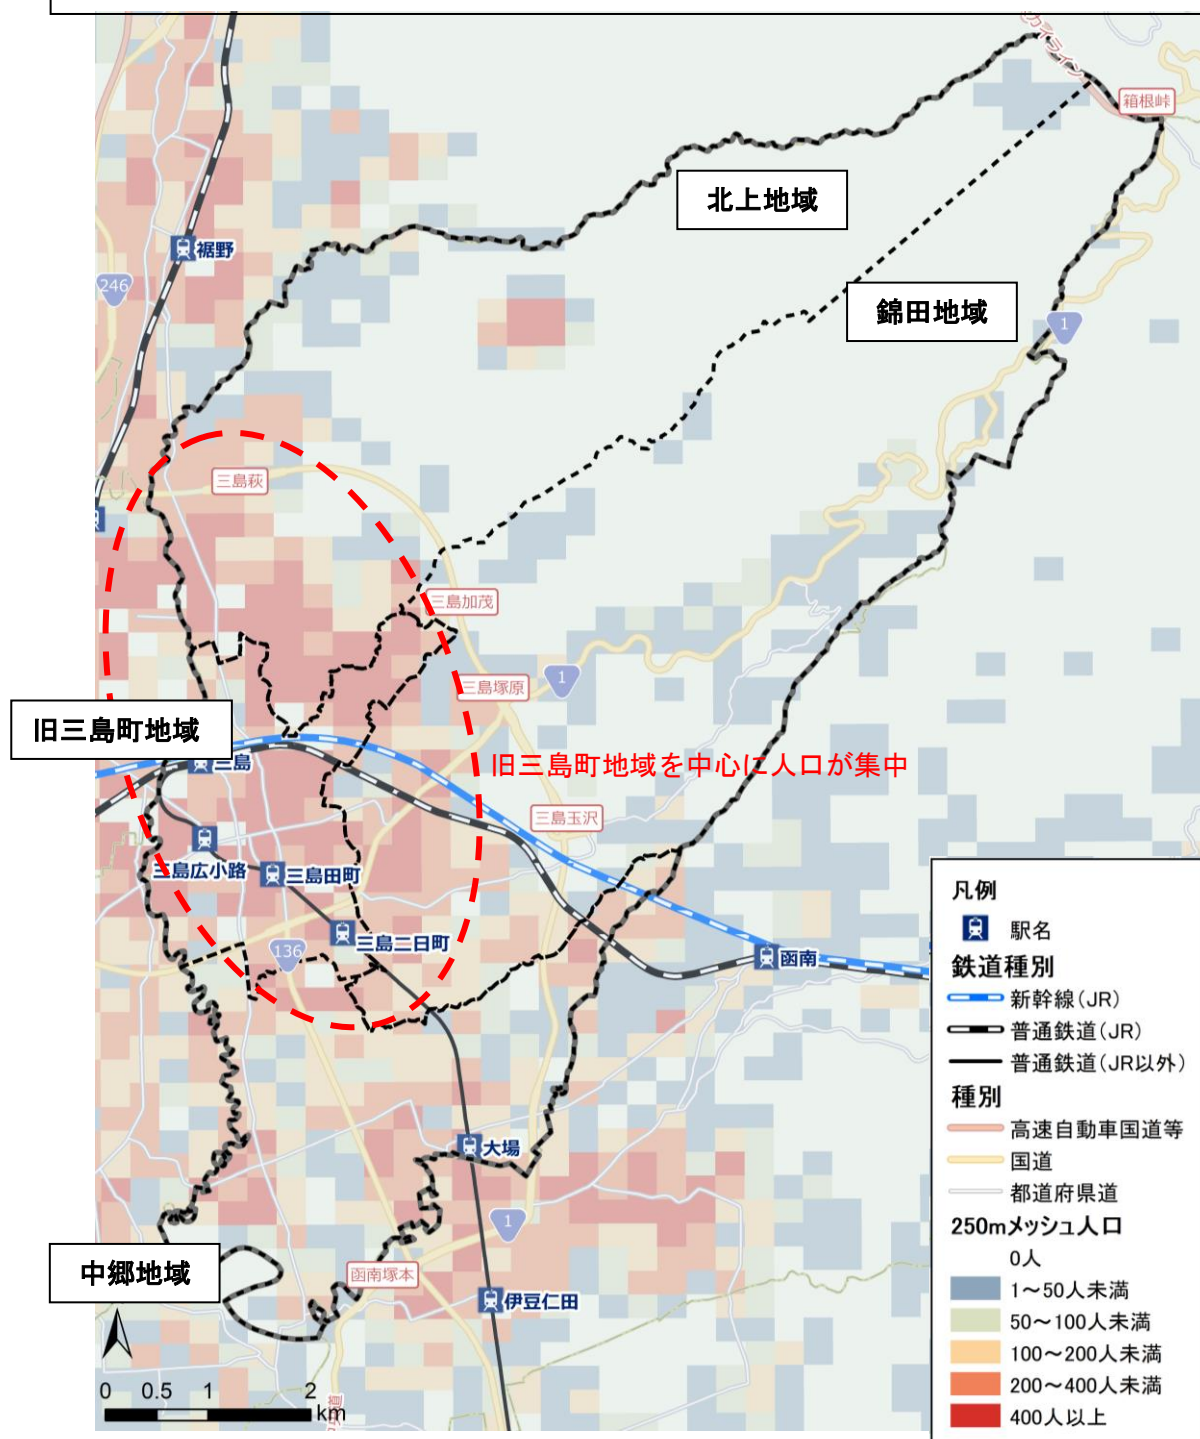 カイライン
箱根峠
北上地域
裾野
246
錦田地域
1
三島萩
三島加茂
三島塚原
1
旧三島町地域
三島
旧三島町地域を中心に人口が集中
三島玉沢
三島広小路
三島田町
三島二日町
136
函南
大場
1
中郷地域
函南塚本
伊豆仁田
0 0.5 1 2
km
凡例
駅名
鉄道種別
新幹線(JR)
普通鉄道(JR)
普通鉄道(JR以外)
種別
高速自動車国道等
国道
都道府県道
250mメッシュ人口
0人
1~50人未満
50~100人未満
100~200人未満
200~400人未満
400人以上